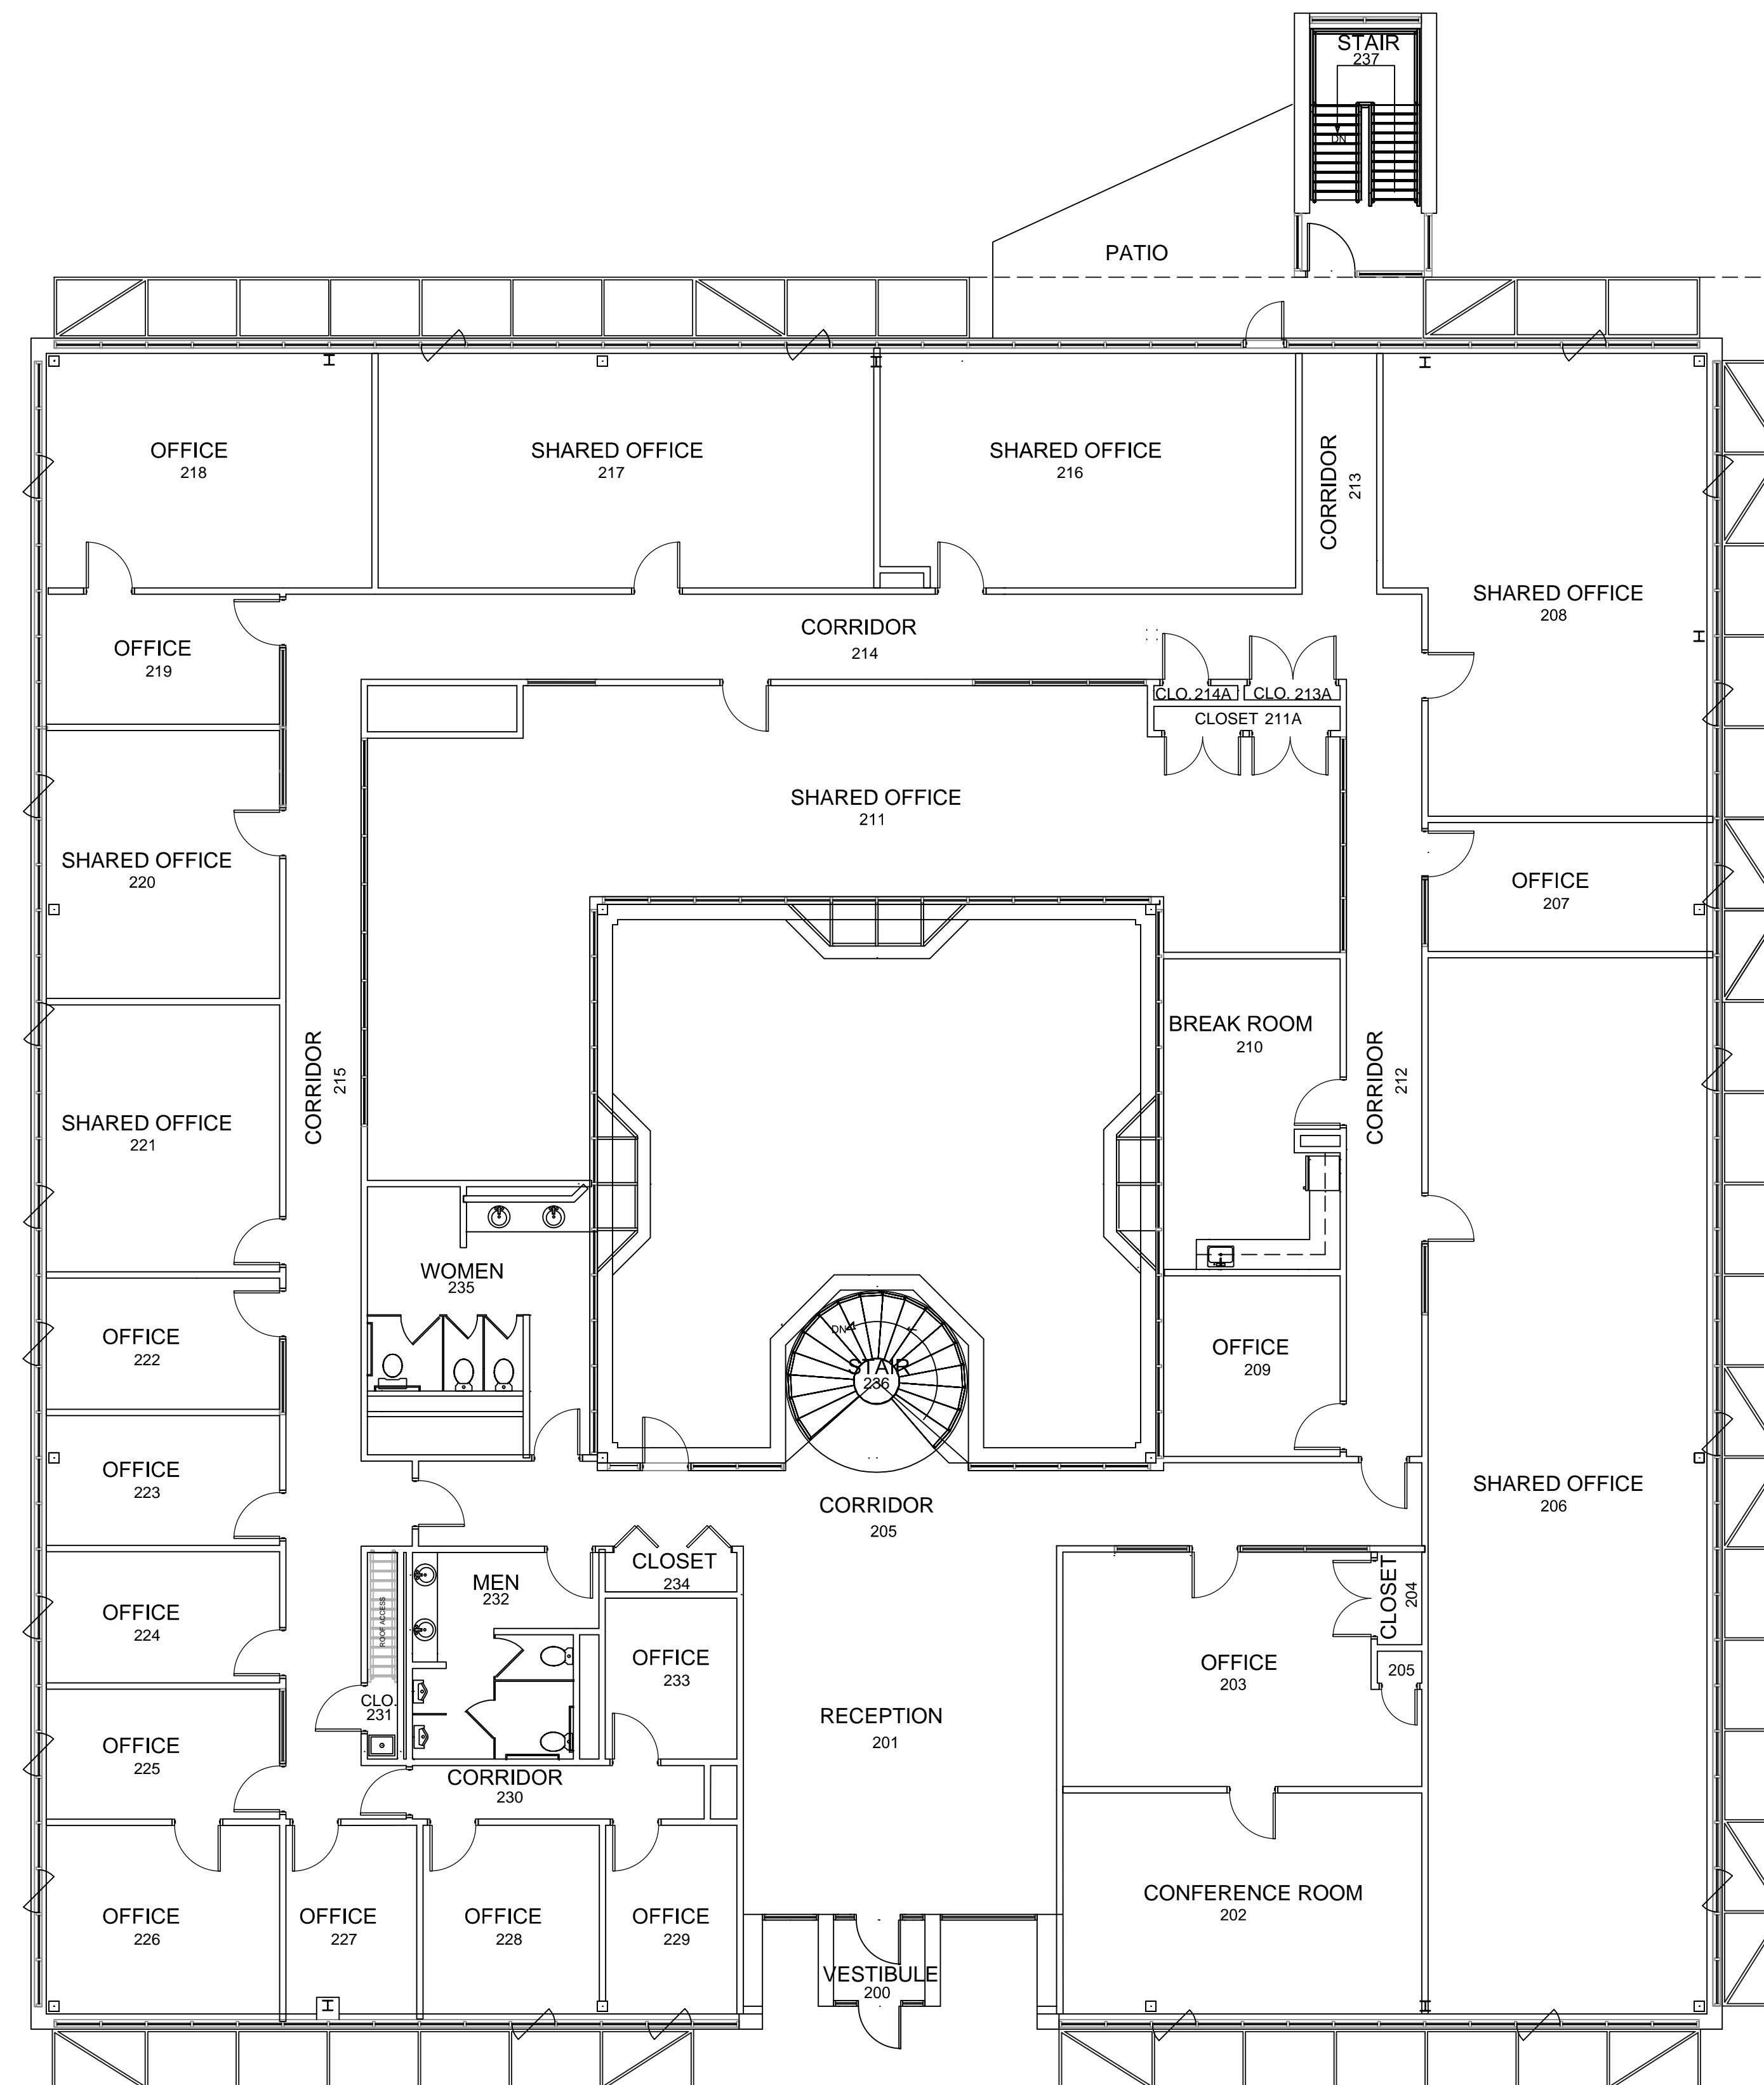 STAIR
237
DN
PATIO
OFFICE
218
SHARED OFFICE
217
SHARED OFFICE
216
CORRIDOR
213
SHARED OFFICE
208
OFFICE
219
CORRIDOR
214
CLO. 214A
CLO. 213A
CLOSET 211A
SHARED OFFICE
211
SHARED OFFICE
220
OFFICE
207
BREAK ROOM
210
CORRIDOR
215
CORRIDOR
212
SHARED OFFICE
221
WOMEN
235
OFFICE
222
DN
STAIR
236
OFFICE
209
OFFICE
223
SHARED OFFICE
206
CORRIDOR
205
CLOSET
234
MEN
232
CLOSET
204
OFFICE
224
ROOF ACCESS
OFFICE
233
OFFICE
203
205
CLO.
231
RECEPTION
201
OFFICE
225
CORRIDOR
230
CONFERENCE ROOM
202
OFFICE
226
OFFICE
227
OFFICE
228
OFFICE
229
VESTIBULE
200